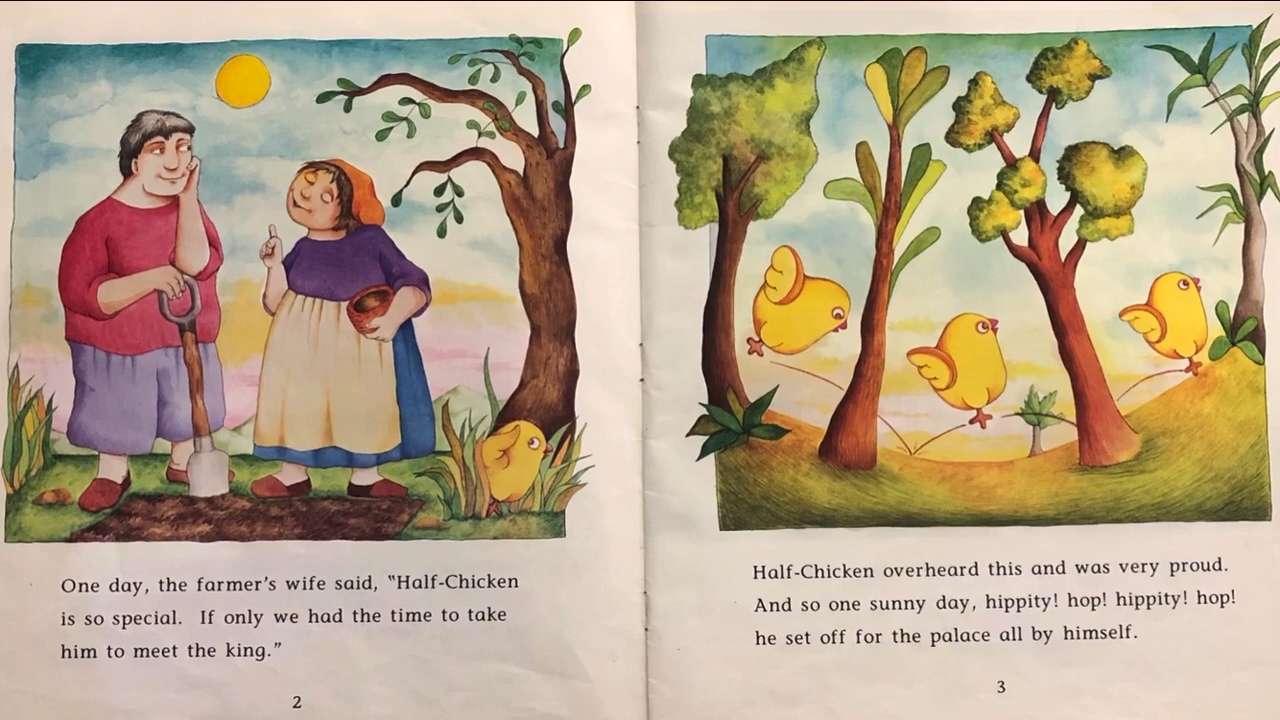 One day, the farmer's wife said, "Half-Chicken
is so special. If only we had the time to take
him to meet the king."
2
Half-Chicken overheard this and was very proud.
And so one sunny day, hippity! hop! hippity! hop!
he set off for the palace all by himself.
3